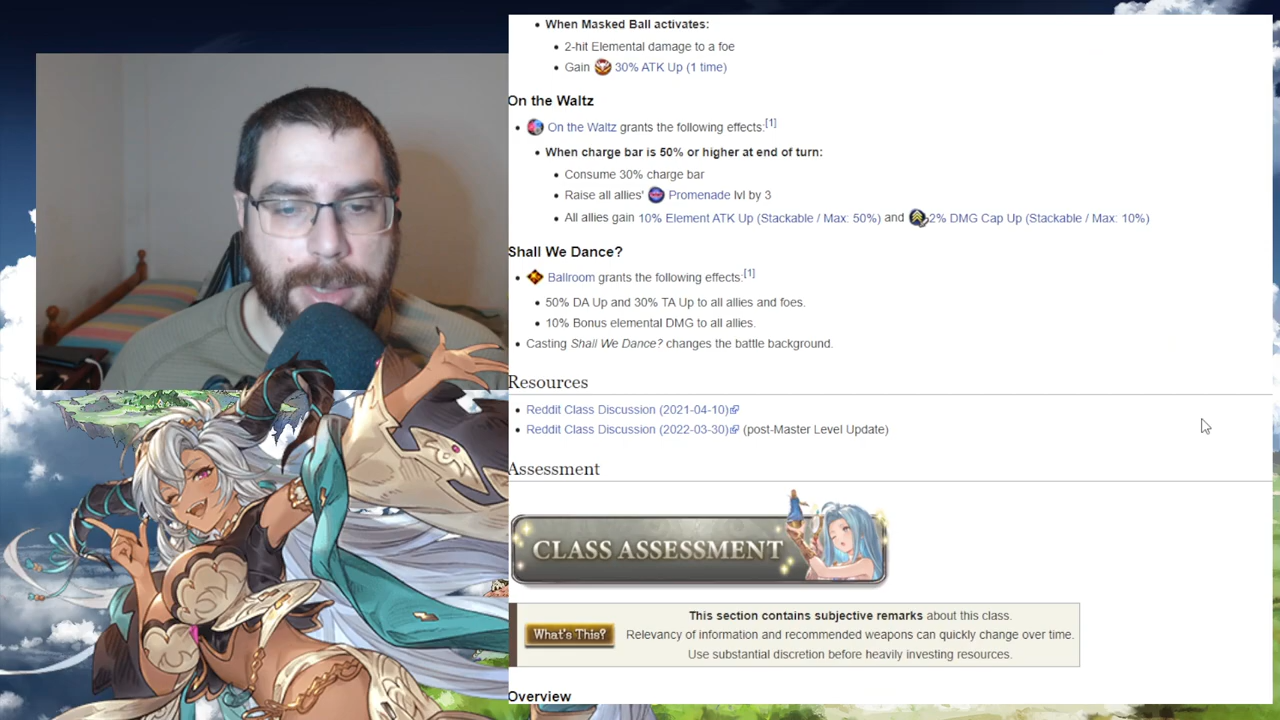 When Masked Ball activates:
2-hit Elemental damage to a foe
Gain 30% ATK Up (1 time)
On the Waltz
On the Waltz grants the following effects:[1]
When charge bar is 50% or higher at end of turn:
Consume 30% charge bar
Raise all allies' Promenade lvl by 3
All allies gain 10% Element ATK Up (Stackable / Max: 50%) and 2% DMG Cap Up (Stackable / Max: 10%)
Shall We Dance?
Ballroom grants the following effects:[1]
50% DA Up and 30% TA Up to all allies and foes.
10% Bonus elemental DMG to all allies.
Casting Shall We Dance? changes the battle background.
Resources
Reddit Class Discussion (2021-04-10)
Reddit Class Discussion (2022-03-30) (post-Master Level Update)
Assessment
CLASS ASSESSMENT
This section contains subjective remarks about this class.
What's This? Relevancy of information and recommended weapons can quickly change over time.
Use substantial discretion before heavily investing resources.
Overview